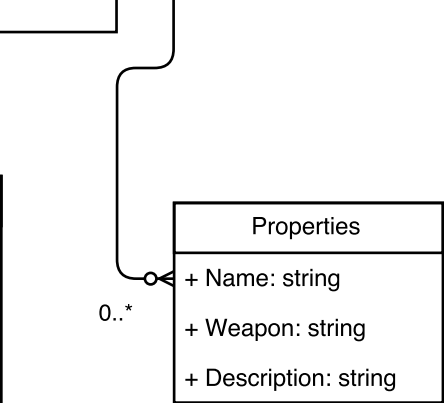 Properties
+ Name: string
0..*
+ Weapon: string
+ Description: string